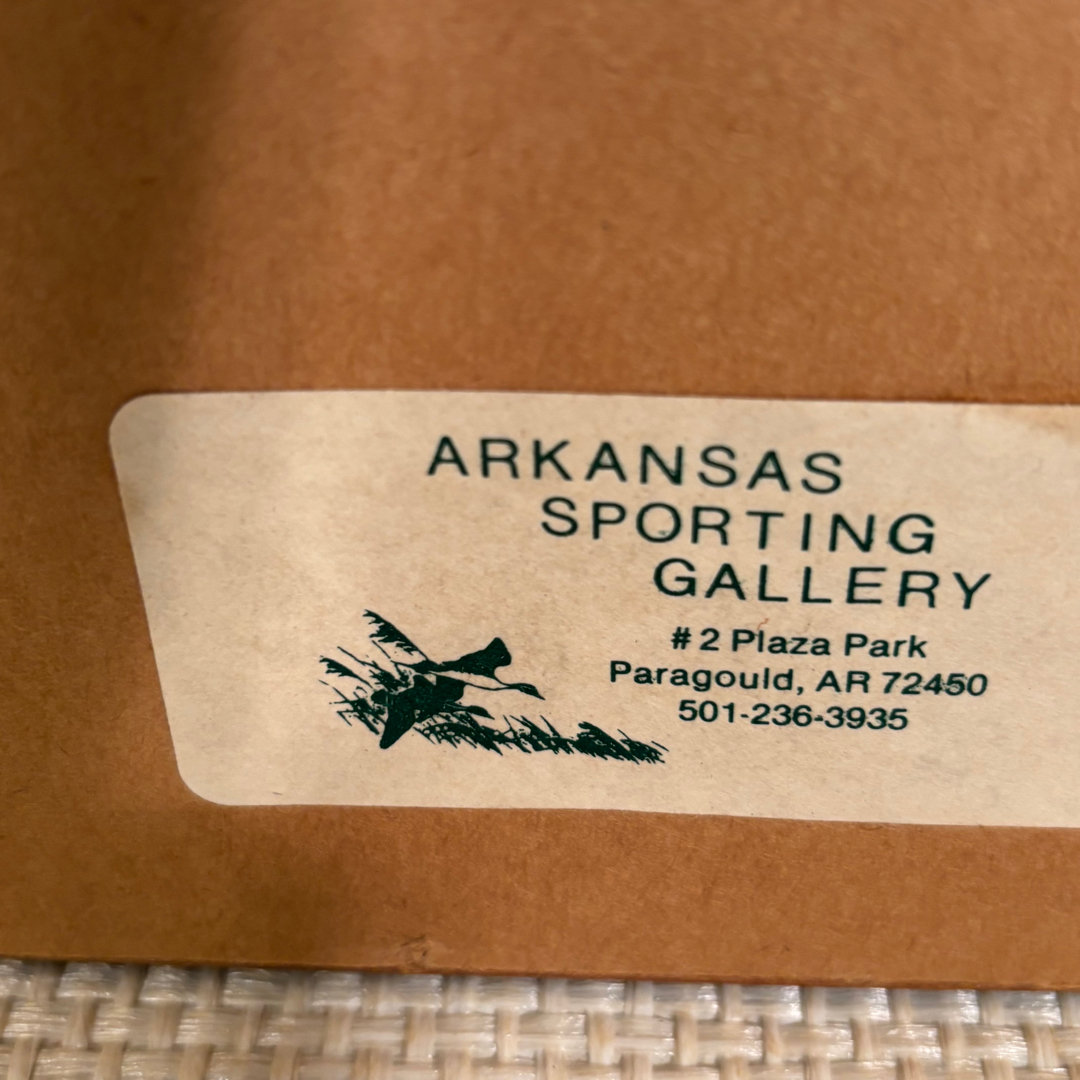 ARKANSAS
SPORTING
GALLERY
# 2 Plaza Park
Paragould, AR 72450
501-236-3935